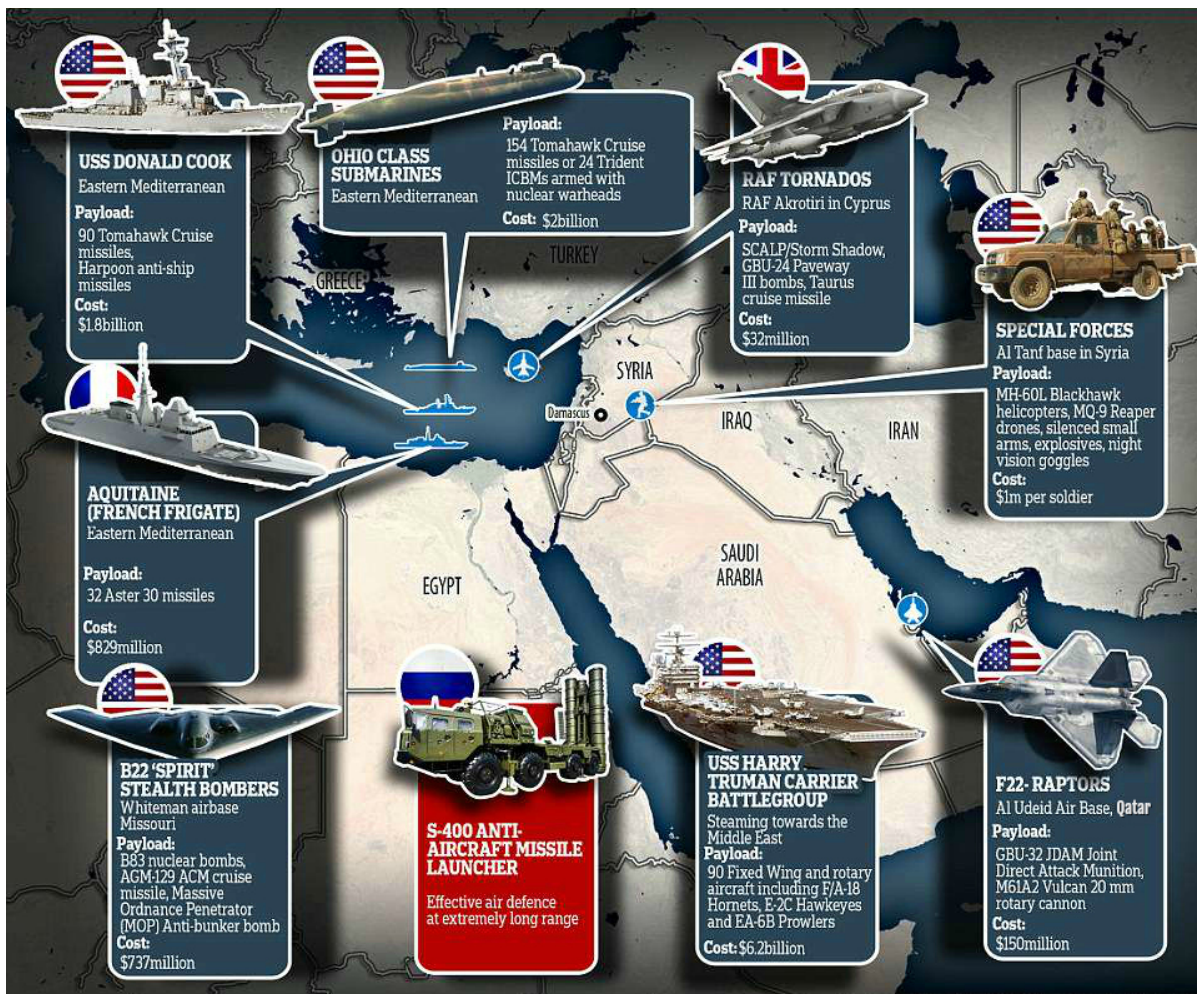 USS DONALD COOK
Eastern Mediterranean
Payload:
90 Tomahawk Cruise
missiles,
Harpoon anti-ship
missiles
Cost:
$1.8billion
OHIO CLASS
SUBMARINES
Eastern Mediterranean
Payload:
154 Tomahawk Cruise
missiles or 24 Trident
ICBMs armed with
nuclear warheads
Cost: $2billion
RAF TORNADOS
RAF Akrotiri in Cyprus
Payload:
SCALP/Storm Shadow,
GBU-24 Paveway
III bombs, Taurus
cruise missile
Cost:
$32million
SPECIAL FORCES
Al Tanf base in Syria
Payload:
MH-60L Blackhawk
helicopters, MQ-9 Reaper
drones, silenced small
arms, explosives, night
vision goggles
Cost:
$1m per soldier
GREECE
TURKEY
SYRIA
Damascus
IRAQ
IRAN
SAUDI
ARABIA
EGYPT
AQUITAINE
(FRENCH FRIGATE)
Eastern Mediterranean
Payload:
32 Aster 30 missiles
Cost:
$829million
B22 ‘SPIRIT’
STEALTH BOMBERS
Whiteman airbase
Missouri
Payload:
B83 nuclear bombs,
AGM-129 ACM cruise
missile, Massive
Ordnance Penetrator
(MOP) Anti-bunker bomb
Cost:
$737million
S-400 ANTI-
AIRCRAFT MISSILE
LAUNCHER
Effective air defence
at extremely long range
USS HARRY
TRUMAN CARRIER
BATTLEGROUP
Steaming towards the
Middle East
Payload:
90 Fixed Wing and rotary
aircraft including F/A-18
Hornets, E-2C Hawkeyes
and EA-6B Prowlers
Cost: $6.2billion
F22- RAPTORS
Al Udeid Air Base, Qatar
Payload:
GBU-32 JDAM Joint
Direct Attack Munition,
M61A2 Vulcan 20 mm
rotary cannon
Cost:
$150million